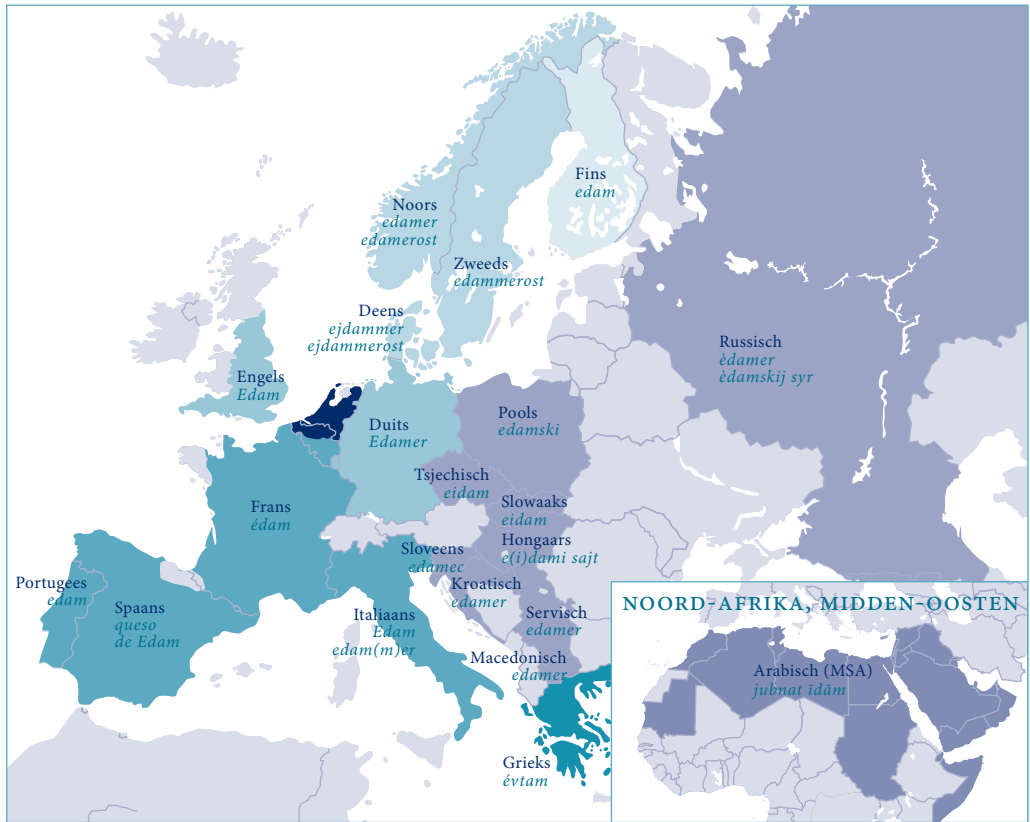 Fins
edam
Noors
edamer
edamerost
Zweeds
edammerost
Deens
ejdammer
ejdammerost
Russisch
èdamer
èdamskij syr
Engels
Edam
Duits
Edamer
Pools
edamski
Tsjechisch
eidam
Slowaaks
eidam
Frans
édam
Hongaars
e(i)dami sajt
Sloveens
edamec
Kroatisch
edamer
Portugees
edam
Spaans
queso
de Edam
Italiaans
Edam
edam(m)er
Servisch
edamer
Macedonisch
edamer
Grieks
évtam
NOORD-AFRIKA, MIDDEN-OOSTEN
Arabisch (MSA)
jubnat īdām